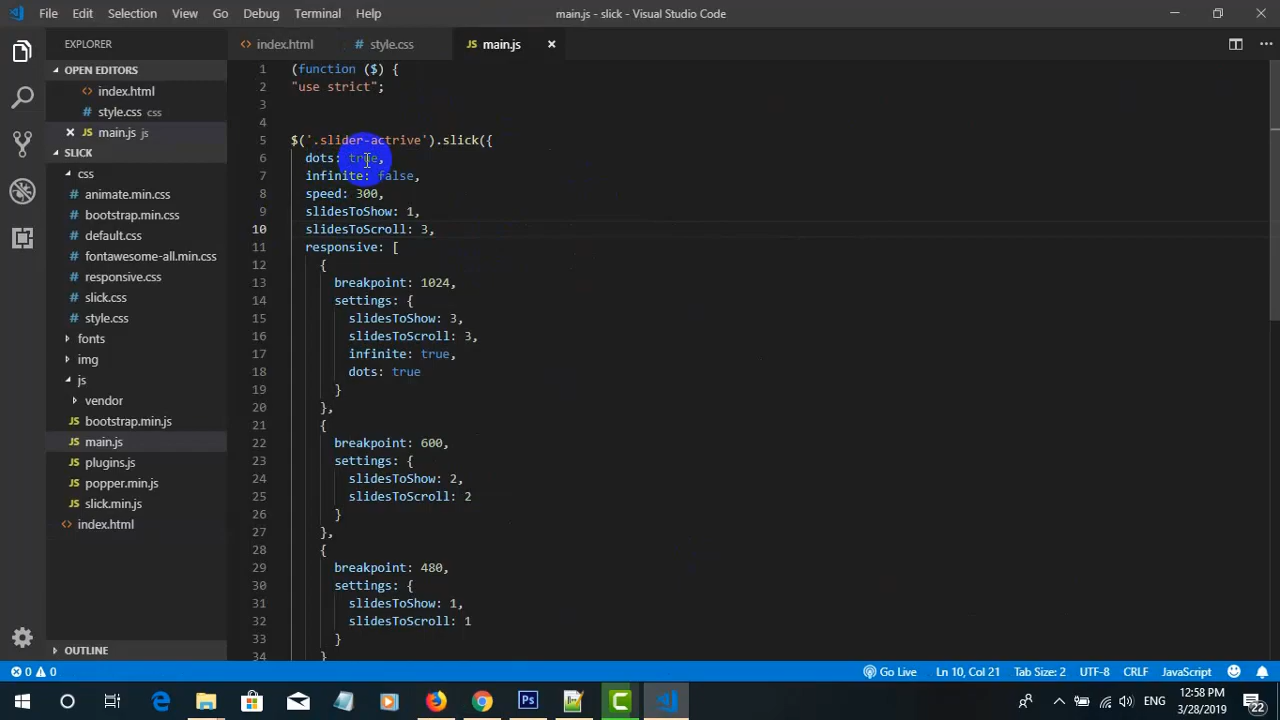 File Edit Selection View Go Debug Terminal Help
main.js - slick - Visual Studio Code
EXPLORER
index.html
style.css
main.js
OPEN EDITORS
index.html
style.css css
main.js js
SLICK
css
animate.min.css
bootstrap.min.css
default.css
fontawesome-all.min.css
responsive.css
slick.css
style.css
fonts
img
js
vendor
bootstrap.min.js
main.js
plugins.js
popper.min.js
slick.min.js
index.html
OUTLINE
1 (function ($) {
2 "use strict";
3
4
5 $('.slider-actrive').slick({
6 dots: true,
7 infinite: false,
8 speed: 300,
9 slidesToShow: 1,
10 slidesToScroll: 3,
11 responsive: [
12 {
13 breakpoint: 1024,
14 settings: {
15 slidesToShow: 3,
16 slidesToScroll: 3,
17 infinite: true,
18 dots: true
19 }
20 },
21 {
22 breakpoint: 600,
23 settings: {
24 slidesToShow: 2,
25 slidesToScroll: 2
26 }
27 },
28 {
29 breakpoint: 480,
30 settings: {
31 slidesToShow: 1,
32 slidesToScroll: 1
33 }
34 }
0 0
Go Live Ln 10, Col 21 Tab Size: 2 UTF-8 CRLF JavaScript
ENG
12:58 PM
3/28/2019
22